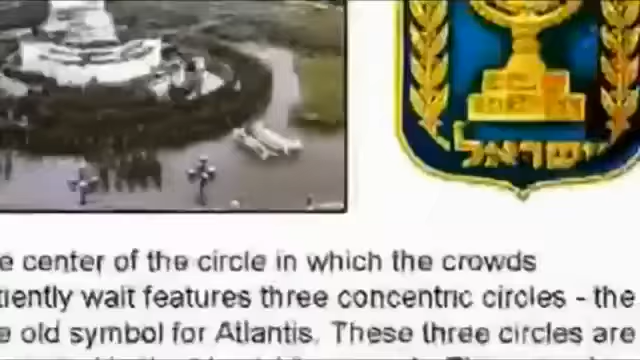 ישראל
e center of the circle in which the crowds
tiently wait features three concentric circles - the
e old symbol for Atlantis. These three circles are